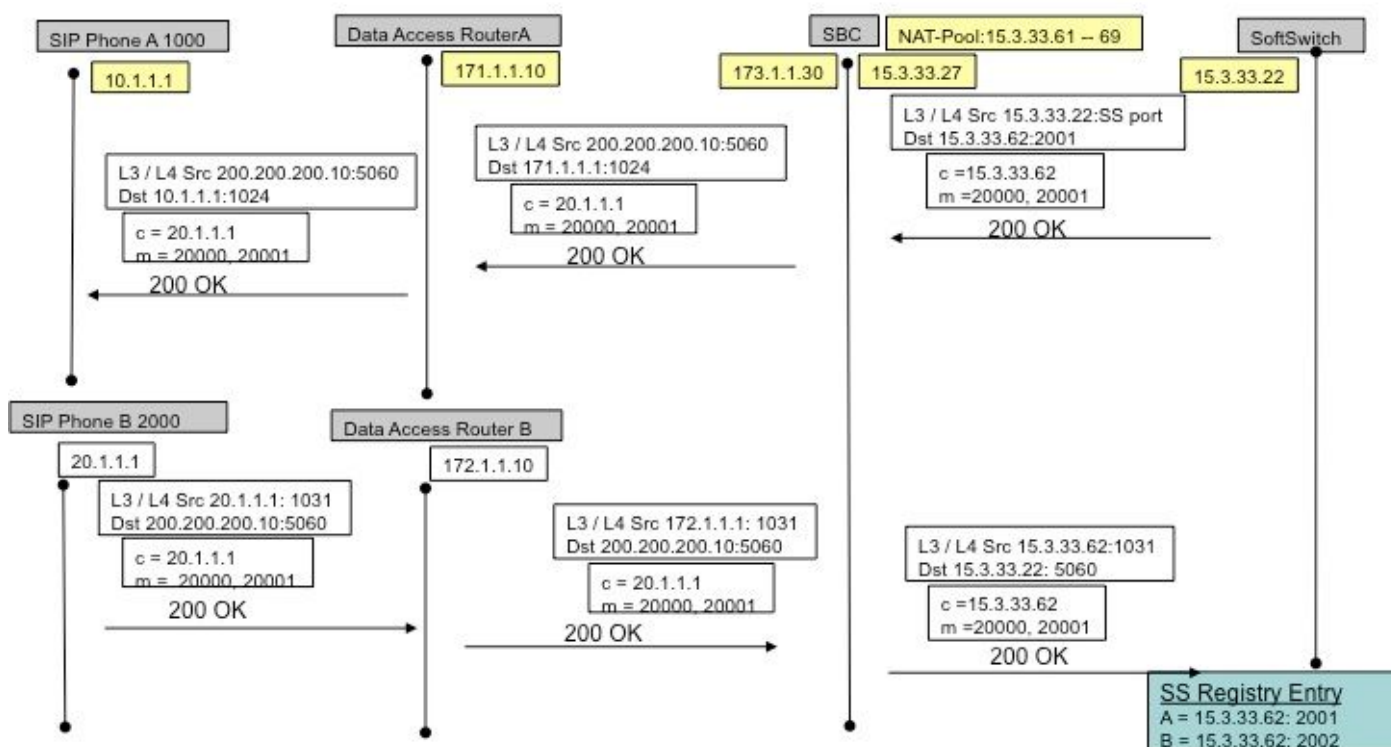 SIP Phone A 1000
Data Access RouterA
SBC
NAT-Pool:15.3.33.61 -- 69
SoftSwitch
10.1.1.1
171.1.1.10
173.1.1.30
15.3.33.27
15.3.33.22
L3 / L4 Src 15.3.33.22:SS port
Dst 15.3.33.62:2001
c =15.3.33.62
m =20000, 20001
200 OK
L3 / L4 Src 200.200.200.10:5060
Dst 171.1.1.1:1024
c = 20.1.1.1
m = 20000, 20001
200 OK
L3 / L4 Src 200.200.200.10:5060
Dst 10.1.1.1:1024
c = 20.1.1.1
m = 20000, 20001
200 OK
SIP Phone B 2000
Data Access Router B
20.1.1.1
172.1.1.10
L3 / L4 Src 20.1.1.1: 1031
Dst 200.200.200.10:5060
c = 20.1.1.1
m = 20000, 20001
200 OK
L3 / L4 Src 172.1.1.1: 1031
Dst 200.200.200.10:5060
c = 20.1.1.1
m = 20000, 20001
200 OK
L3 / L4 Src 15.3.33.62:1031
Dst 15.3.33.22: 5060
c =15.3.33.62
m =20000, 20001
200 OK
SS Registry Entry
A = 15.3.33.62: 2001
B = 15.3.33.62: 2002